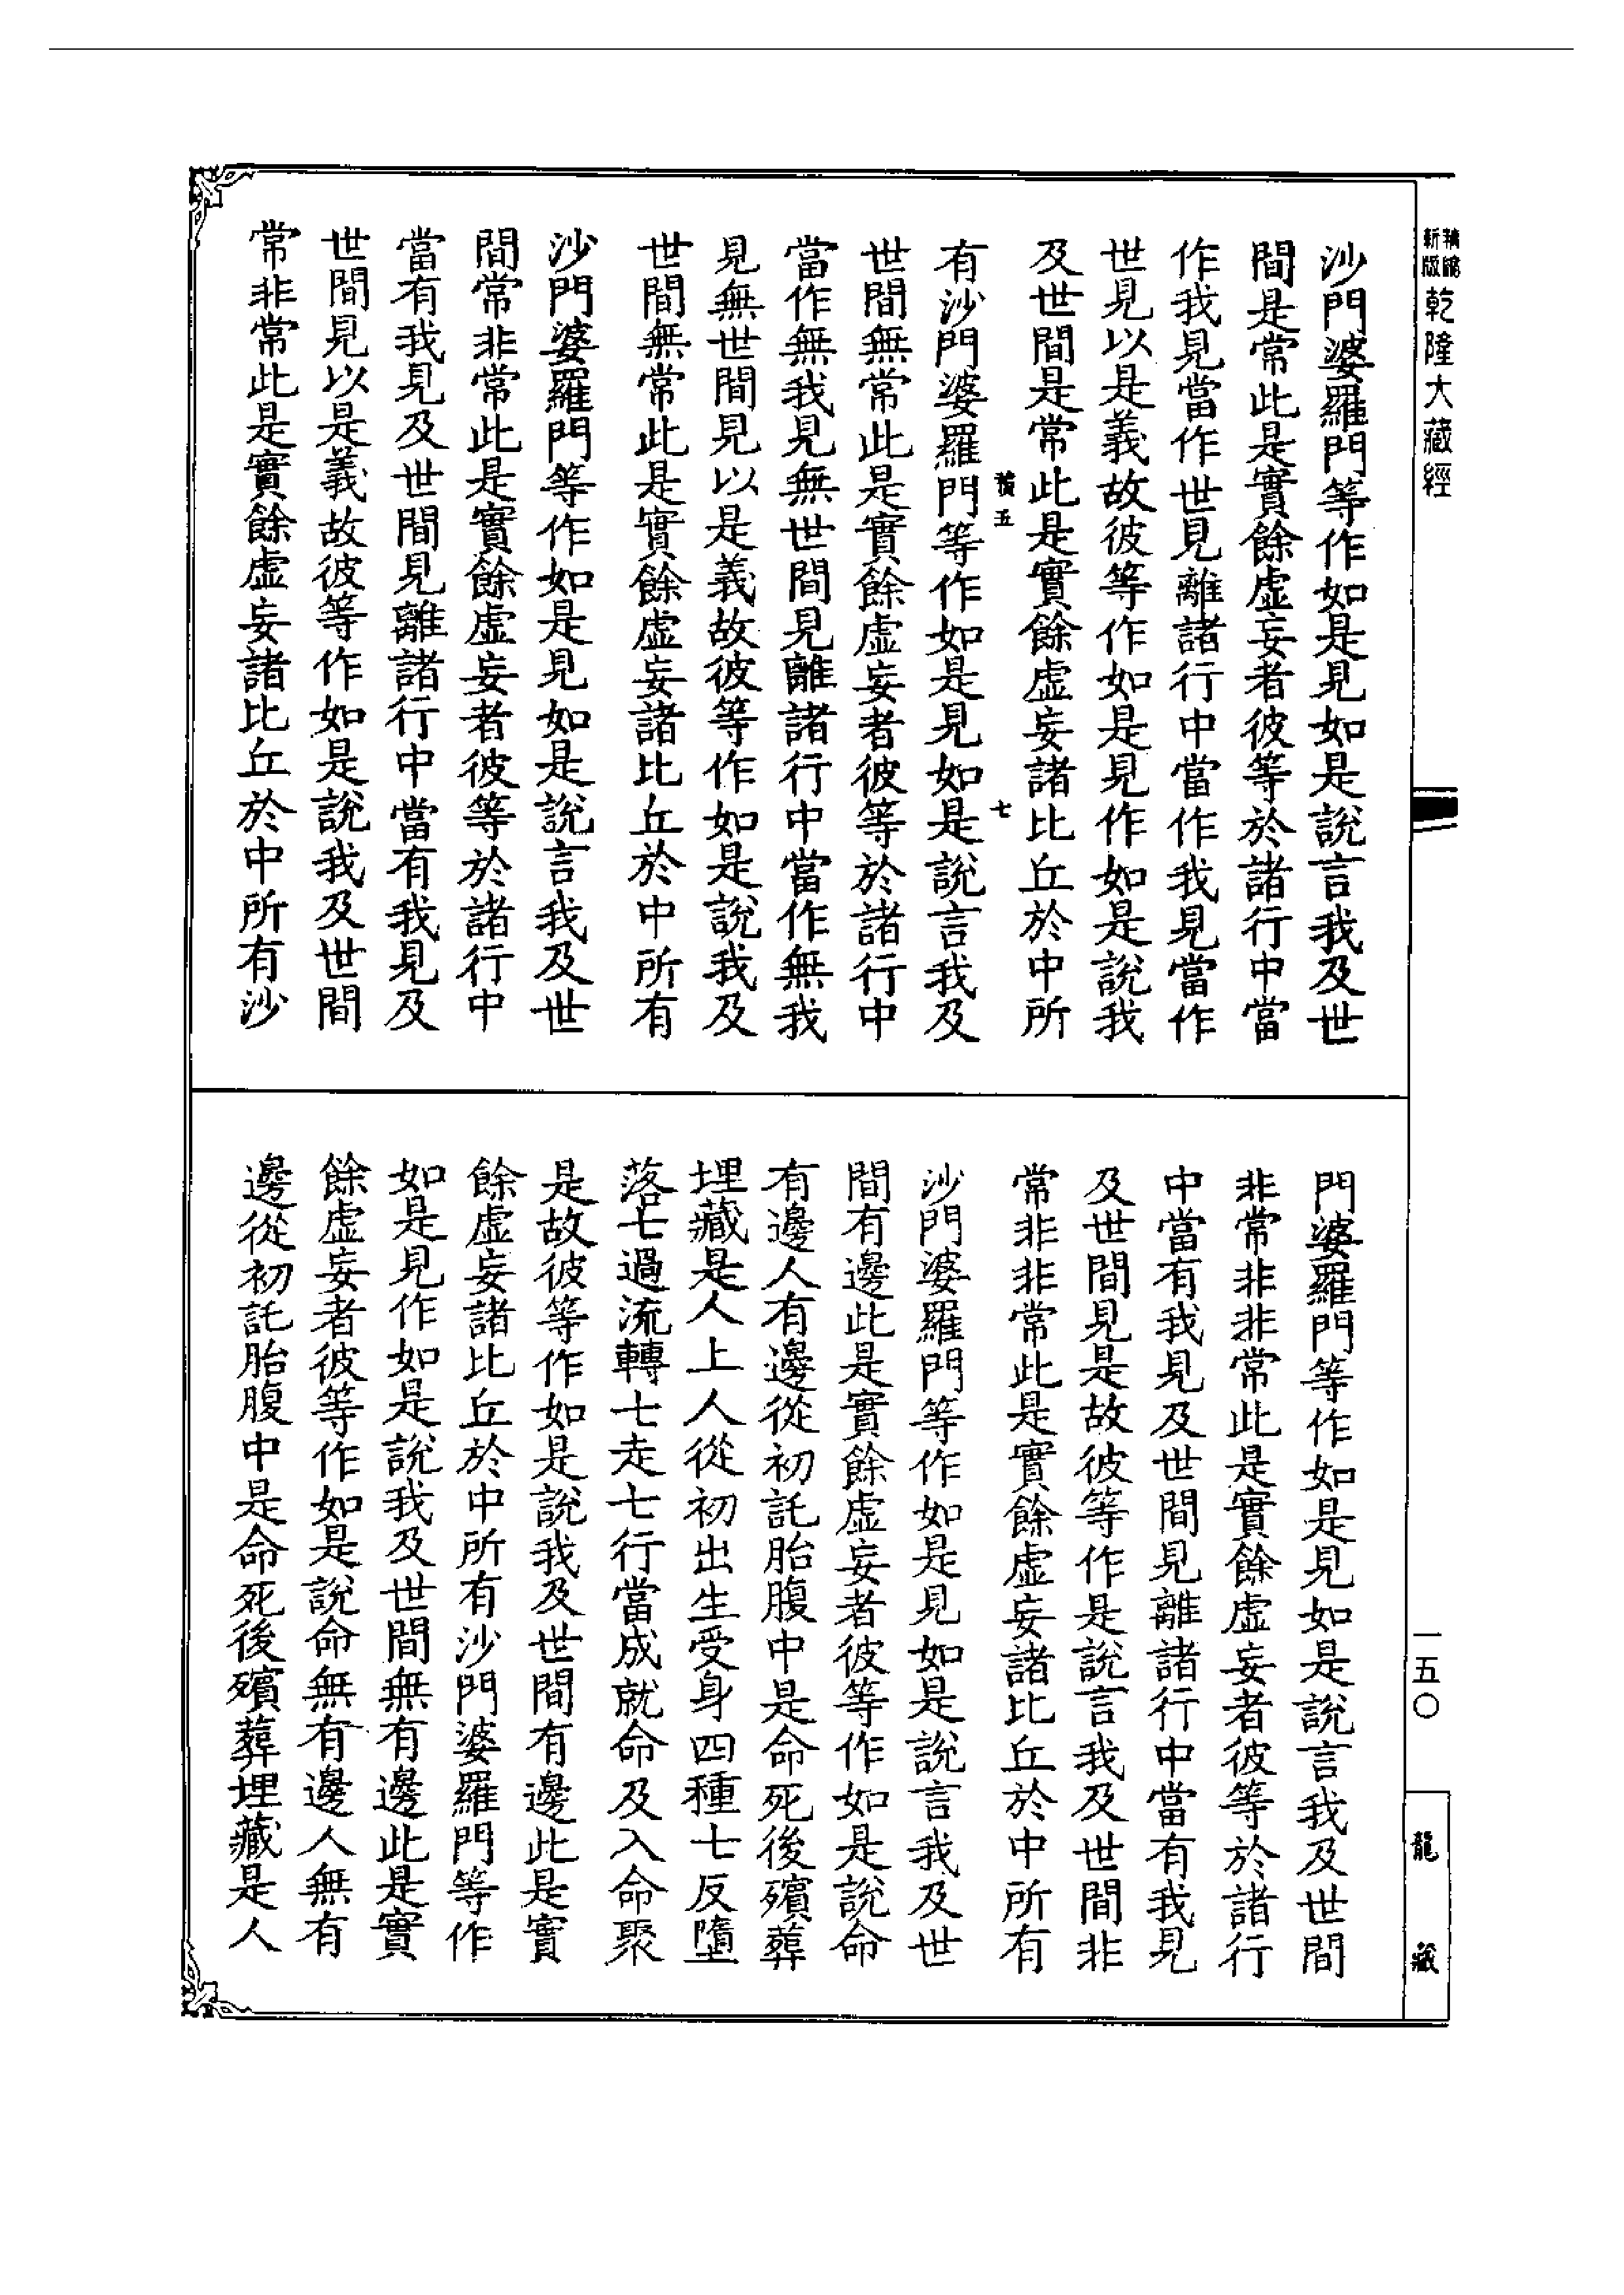 新版
乾隆大藏經
沙門婆羅門等作如是見如是說言我及世
間是常此是實餘虛妄者彼等於諸行中當
作我見當作世見離諸行中當作我見當作
世見以是義故彼等作如是見作如是說我
及世間是常此是實餘虛妄諸比丘於中所
五 七
有沙門婆羅門等作如是見如是說言我及
世間無常此是實餘虛妄者彼等於諸行中
當作無我見無世間見離諸行中當作無我
見無世間見以是義故彼等作如是說我及
世間無常此是實餘虛妄諸比丘於中所有
沙門婆羅門等作如是見如是說言我及世
間常非常此是實餘虛妄者彼等於諸行中
當有我見及世間見離諸行中當有我見及
世間見以是義故彼等作如是說我及世間
常非常此是實餘虛妄諸比丘於中所有沙
門婆羅門等作如是見如是說言我及世間
非常非非常此是實餘虛妄者彼等於諸行
中當有我見及世間見離諸行中當有我見
及世間見是故彼等作是說言我及世間非
常非非常此是實餘虛妄諸比丘於中所有
沙門婆羅門等作如是見如是說言我及世
間有邊此是實餘虛妄者彼等作如是說命
有邊人有邊從初託胎腹中是命死後殯葬
埋藏是人上人從初出生受身四種七反墮
落七過流轉七走七行當成就命及入命聚
是故彼等作如是說我及世間有邊此是實
餘虛妄諸比丘於中所有沙門婆羅門等作
如是見作如是說我及世間無有邊此是實
餘虛妄者彼等作如是說命無有邊人無有
邊從初託胎腹中是命死後殯葬埋藏是人
一五〇
龍藏